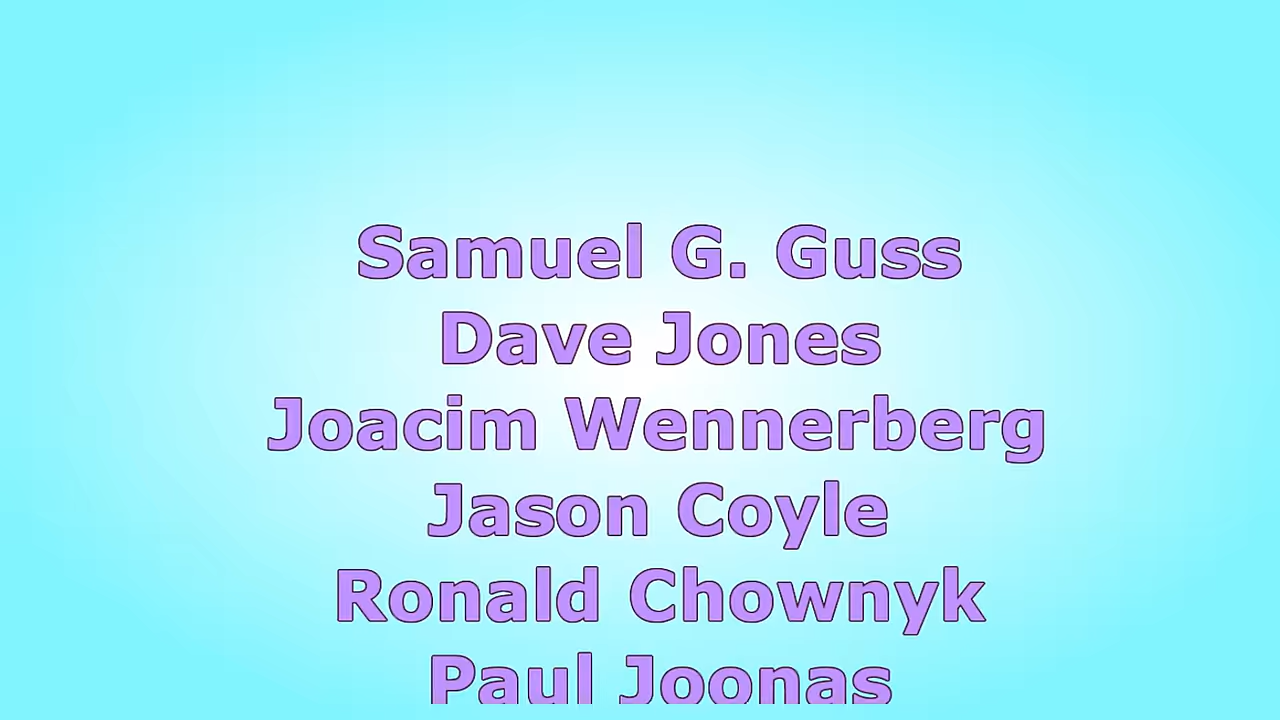 Samuel G. Guss
Dave Jones
Joacim Wennerberg
Jason Coyle
Ronald Chownyk
Paul Joonas